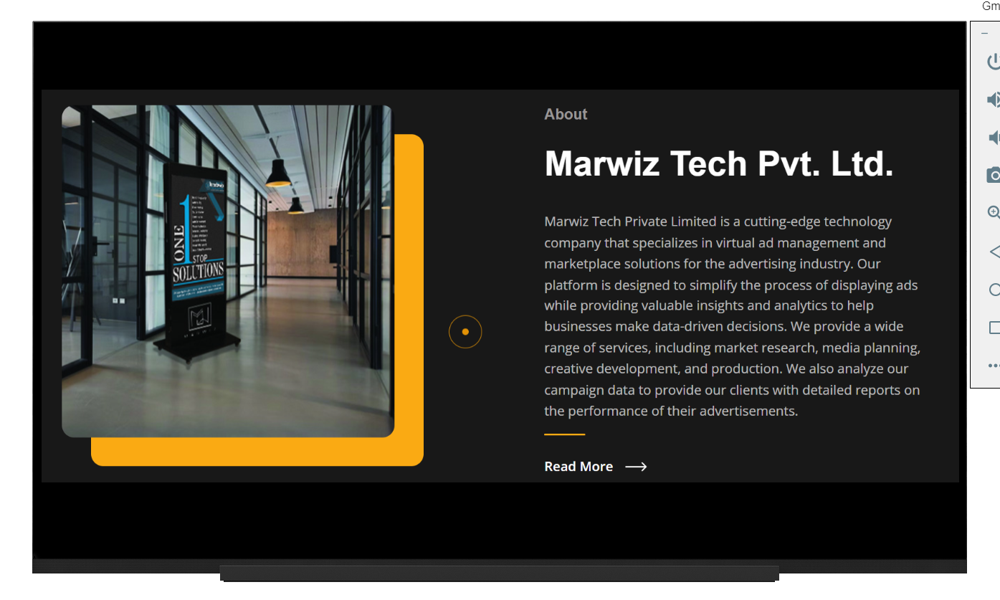 Gm
About
Marwiz Tech Pvt. Ltd.
Marwiz Tech Private Limited is a cutting-edge technology
company that specializes in virtual ad management and
marketplace solutions for the advertising industry. Our
platform is designed to simplify the process of displaying ads
while providing valuable insights and analytics to help
businesses make data-driven decisions. We provide a wide
range of services, including market research, media planning,
creative development, and production. We also analyze our
campaign data to provide our clients with detailed reports on
the performance of their advertisements.
Read More
ONE
1
STOP
SOLUTIONS